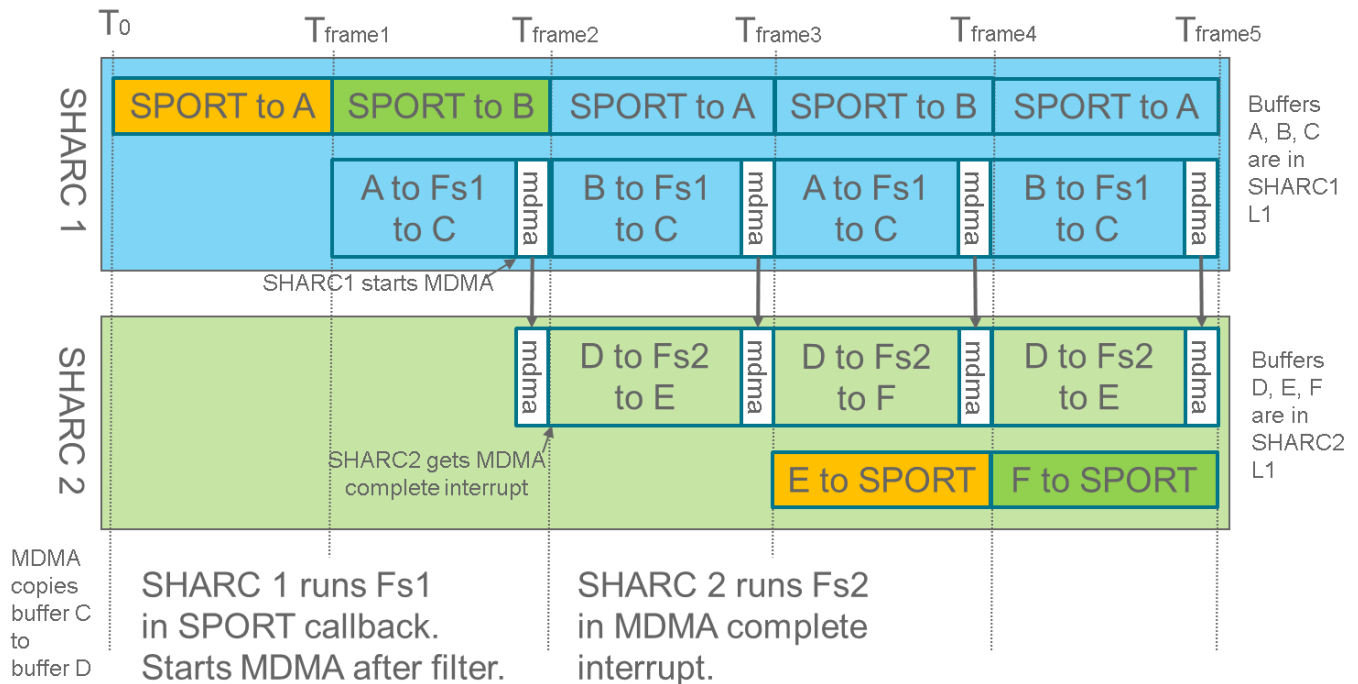 T0
Tframe1
Tframe2
Tframe3
Tframe4
Tframe5
SHARC 1
SPORT to A
SPORT to B
SPORT to A
SPORT to B
SPORT to A
A to Fs1
to C
mdma
B to Fs1
to C
mdma
A to Fs1
to C
mdma
B to Fs1
to C
mdma
Buffers
A, B, C
are in
SHARC1
L1
SHARC1 starts MDMA
SHARC 2
mdma
D to Fs2
to E
mdma
D to Fs2
to F
mdma
D to Fs2
to E
mdma
Buffers
D, E, F
are in
SHARC2
L1
SHARC2 gets MDMA
complete interrupt
E to SPORT
F to SPORT
MDMA
copies
buffer C
to
buffer D
SHARC 1 runs Fs1
in SPORT callback.
Starts MDMA after filter.
SHARC 2 runs Fs2
in MDMA complete
interrupt.